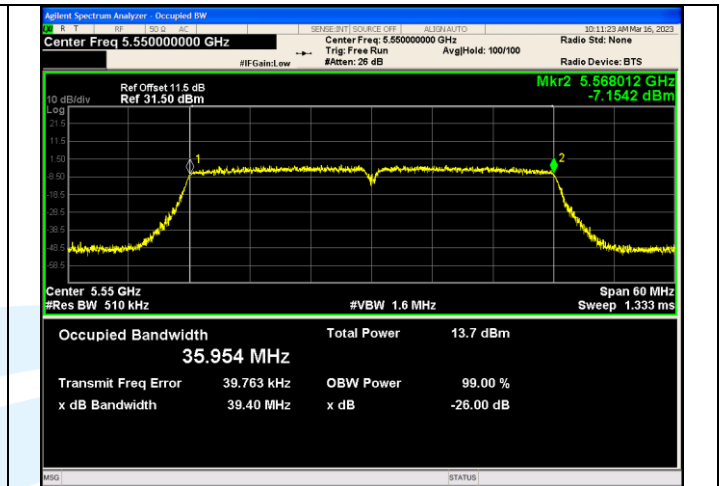 Agilent Spectrum Analyzer - Occupied BW
R T RF 50 Ω AC SENSE:INT SOURCE OFF ALIGN AUTO 10:11:23 AM Mar 16, 2023
Center Freq 5.550000000 GHz Center Freq: 5.550000000 GHz Radio Std: None
Trig: Free Run Avg|Hold: 100/100
#IFGain:Low #Atten: 26 dB Radio Device: BTS
Mkr2 5.568012 GHz
Ref Offset 11.5 dB
10 dB/div Ref 31.50 dBm -7.1542 dBm
Log
21.5
11.5
1
2
1.50
-8.50
-18.5
-28.5
-38.5
-48.5
-58.5
Center 5.55 GHz Span 60 MHz
#Res BW 510 kHz #VBW 1.6 MHz Sweep 1.333 ms
Occupied Bandwidth Total Power 13.7 dBm
35.954 MHz
Transmit Freq Error 39.763 kHz OBW Power 99.00 %
x dB Bandwidth 39.40 MHz x dB -26.00 dB
MSG STATUS